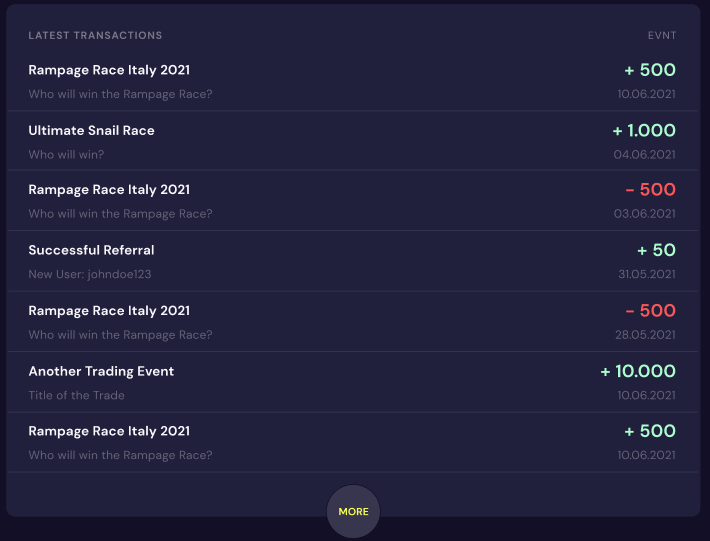 LATEST TRANSACTIONS EVNT
Rampage Race Italy 2021 + 500
Who will win the Rampage Race? 10.06.2021
Ultimate Snail Race + 1.000
Who will win? 04.06.2021
Rampage Race Italy 2021 – 500
Who will win the Rampage Race? 03.06.2021
Successful Referral + 50
New User: johndoe123 31.05.2021
Rampage Race Italy 2021 – 500
Who will win the Rampage Race? 28.05.2021
Another Trading Event + 10.000
Title of the Trade 10.06.2021
Rampage Race Italy 2021 + 500
Who will win the Rampage Race? 10.06.2021
MORE